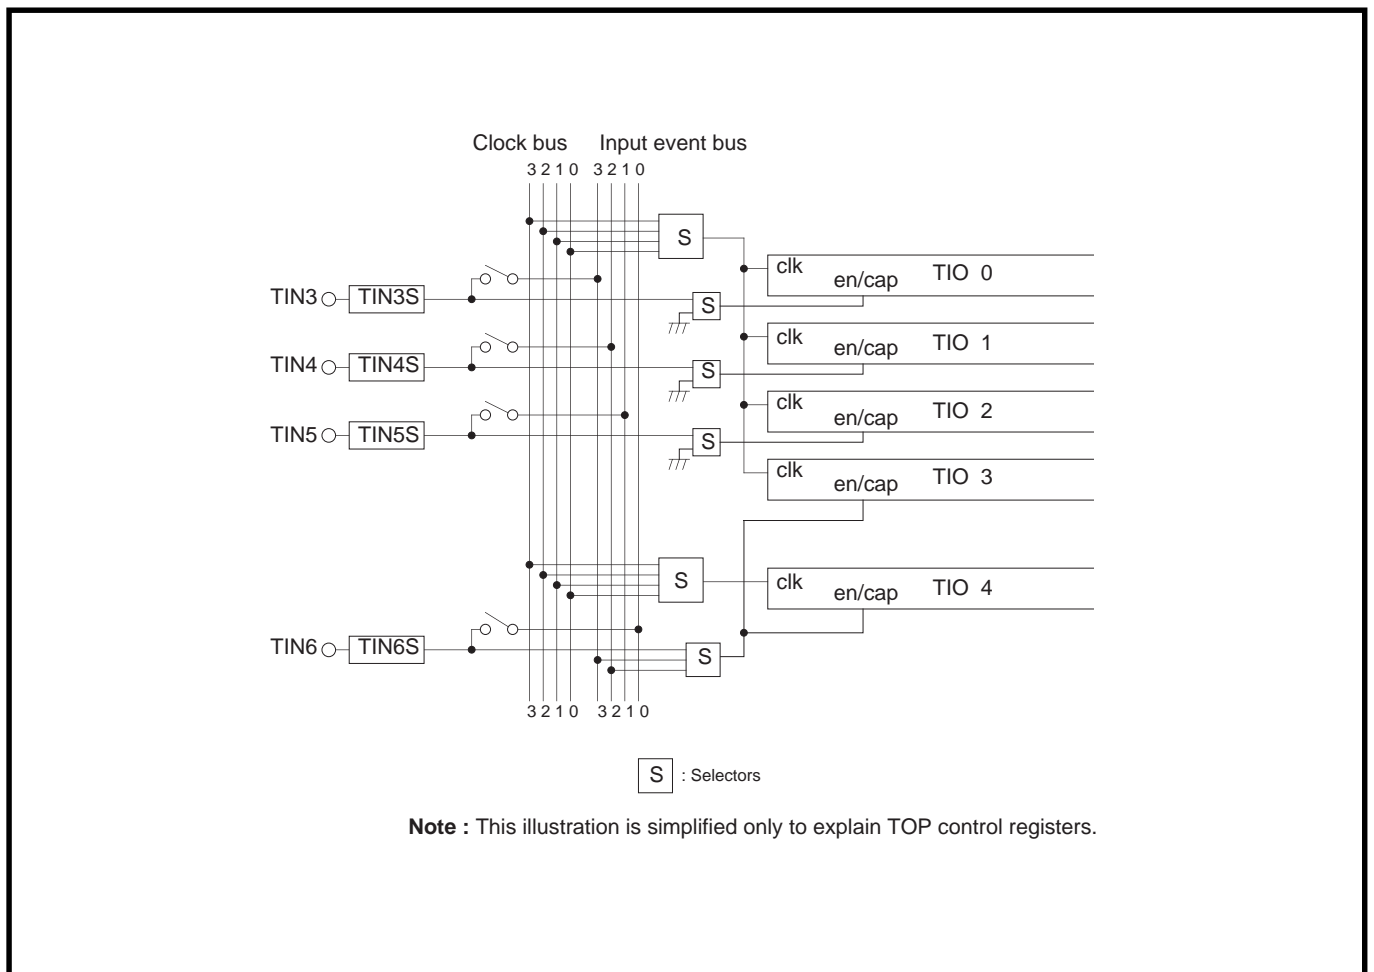 Clock bus Input event bus
3 2 1 0 3 2 1 0
S
clk en/cap TIO 0
TIN3 TIN3S S
clk en/cap TIO 1
TIN4 TIN4S S
clk en/cap TIO 2
TIN5 TIN5S S
clk en/cap TIO 3
S clk en/cap TIO 4
TIN6 TIN6S S
3 2 1 0 3 2 1 0
S : Selectors
Note : This illustration is simplified only to explain TOP control registers.